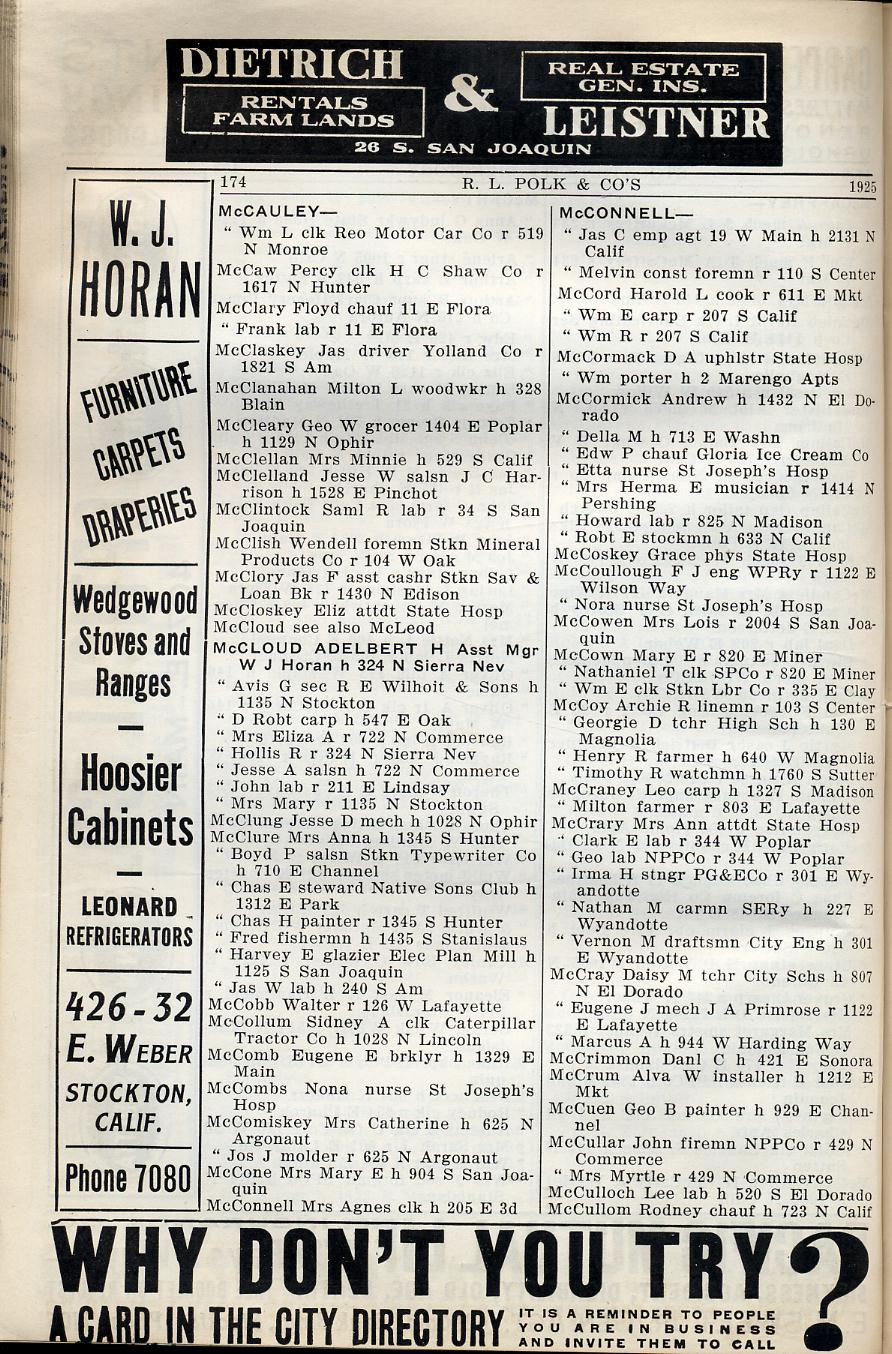 DIETRICH
RENTALS
FARM LANDS
&
REAL ESTATE
GEN. INS.
LEISTNER
26 S. SAN JOAQUIN
174 R. L. POLK & CO'S 1925
W. J.
HORAN
FURNITURE
CARPETS
DRAPERIES
Wedgewood
Stoves and
Ranges
—
Hoosier
Cabinets
—
LEONARD
REFRIGERATORS
426-32
E. WEBER
STOCKTON,
CALIF.
Phone 7080
McCAULEY—
" Wm L clk Reo Motor Car Co r 519
N Monroe
McCaw Percy clk H C Shaw Co r
1617 N Hunter
McClary Floyd chauf 11 E Flora
" Frank lab r 11 E Flora
McClaskey Jas driver Yolland Co r
1821 S Am
McClanahan Milton L woodwkr h 328
Blain
McCleary Geo W grocer 1404 E Poplar
h 1129 N Ophir
McClellan Mrs Minnie h 529 S Calif
McClelland Jesse W salsn J C Har-
rison h 1528 E Pinchot
McClintock Saml R lab r 34 S San
Joaquin
McClish Wendell foremn Stkn Mineral
Products Co r 104 W Oak
McClory Jas F asst cashr Stkn Sav &
Loan Bk r 1430 N Edison
McCloskey Eliz attdt State Hosp
McCloud see also McLeod
McCLOUD ADELBERT H Asst Mgr
W J Horan h 324 N Sierra Nev
" Avis G sec R E Wilhoit & Sons h
1135 N Stockton
" D Robt carp h 547 E Oak
" Mrs Eliza A r 722 N Commerce
" Hollis R r 324 N Sierra Nev
" Jesse A salsn h 722 N Commerce
" John lab r 211 E Lindsay
" Mrs Mary r 1135 N Stockton
McClung Jesse D mech h 1028 N Ophir
McClure Mrs Anna h 1345 S Hunter
" Boyd P salsn Stkn Typewriter Co
h 710 E Channel
" Chas E steward Native Sons Club h
1312 E Park
" Chas H painter r 1345 S Hunter
" Fred fishermn h 1435 S Stanislaus
" Harvey E glazier Elec Plan Mill h
1125 S San Joaquin
" Jas W lab h 240 S Am
McCobb Walter r 126 W Lafayette
McCollum Sidney A clk Caterpillar
Tractor Co h 1028 N Lincoln
McComb Eugene E brklyr h 1329 E
Main
McCombs Nona nurse St Joseph's
Hosp
McComiskey Mrs Catherine h 625 N
Argonaut
" Jos J molder r 625 N Argonaut
McCone Mrs Mary E h 904 S San Joa-
quin
McConnell Mrs Agnes clk h 205 E 3d
McCONNELL—
" Jas C emp agt 19 W Main h 2131 N
Calif
" Melvin const foremn r 110 S Center
McCord Harold L cook r 611 E Mkt
" Wm E carp r 207 S Calif
" Wm R r 207 S Calif
McCormack D A uphlstr State Hosp
" Wm porter h 2 Marengo Apts
McCormick Andrew h 1432 N El Do-
rado
" Della M h 713 E Washn
" Edw P chauf Gloria Ice Cream Co
" Etta nurse St Joseph's Hosp
" Mrs Herma E musician r 1414 N
Pershing
" Howard lab r 825 N Madison
" Robt E stockmn h 633 N Calif
McCoskey Grace phys State Hosp
McCoullough F J eng WPRy r 1122 E
Wilson Way
" Nora nurse St Joseph's Hosp
McCowen Mrs Lois r 2004 S San Joa-
quin
McCown Mary E r 820 E Miner
" Nathaniel T clk SPCo r 820 E Miner
" Wm E clk Stkn Lbr Co r 335 E Clay
McCoy Archie R linemn r 103 S Center
" Georgie D tchr High Sch h 130 E
Magnolia
" Henry R farmer h 640 W Magnolia
" Timothy R watchmn h 1760 S Sutter
McCraney Leo carp h 1327 S Madison
" Milton farmer r 803 E Lafayette
McCrary Mrs Ann attdt State Hosp
" Clark E lab r 344 W Poplar
" Geo lab NPPCo r 344 W Poplar
" Irma H stngr PG&ECo r 301 E Wy-
andotte
" Nathan M carmn SERy h 227 E
Wyandotte
" Vernon M draftsmn City Eng h 301
E Wyandotte
McCray Daisy M tchr City Schs h 807
N El Dorado
" Eugene J mech J A Primrose r 1122
E Lafayette
" Marcus A h 944 W Harding Way
McCrimmon Danl C h 421 E Sonora
McCrum Alva W installer h 1212 E
Mkt
McCuen Geo B painter h 929 E Chan-
nel
McCullar John firemn NPPCo r 429 N
Commerce
" Mrs Myrtle r 429 N Commerce
McCulloch Lee lab h 520 S El Dorado
McCullom Rodney chauf h 723 N Calif
WHY DON'T YOU TRY?
A CARD IN THE CITY DIRECTORY
IT IS A REMINDER TO PEOPLE
YOU ARE IN BUSINESS
AND INVITE THEM TO CALL